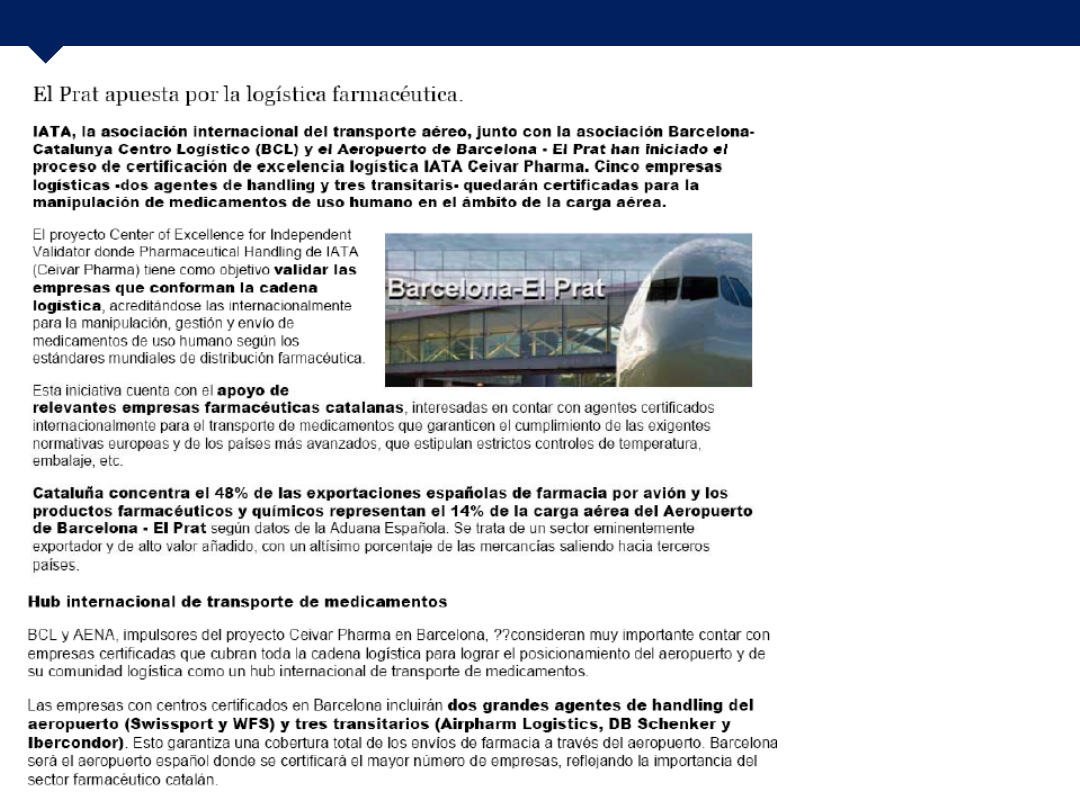 El Prat apuesta por la logística farmacéutica.
IATA, la asociación internacional del transporte aéreo, junto con la asociación Barcelona-
Catalunya Centro Logístico (BCL) y el Aeropuerto de Barcelona - El Prat han iniciado el
proceso de certificación de excelencia logística IATA Ceivar Pharma. Cinco empresas
logísticas -dos agentes de handling y tres transitaris- quedarán certificadas para la
manipulación de medicamentos de uso humano en el ámbito de la carga aérea.
El proyecto Center of Excellence for Independent
Validator donde Pharmaceutical Handling de IATA
(Ceivar Pharma) tiene como objetivo validar las
empresas que conforman la cadena
logística, acreditándose las internacionalmente
para la manipulación, gestión y envío de
medicamentos de uso humano según los
estándares mundiales de distribución farmacéutica.
Barcelona-El Prat
Esta iniciativa cuenta con el apoyo de
relevantes empresas farmacéuticas catalanas, interesadas en contar con agentes certificados
internacionalmente para el transporte de medicamentos que garanticen el cumplimiento de las exigentes
normativas europeas y de los países más avanzados, que estipulan estrictos controles de temperatura,
embalaje, etc.
Cataluña concentra el 48% de las exportaciones españolas de farmacia por avión y los
productos farmacéuticos y químicos representan el 14% de la carga aérea del Aeropuerto
de Barcelona - El Prat según datos de la Aduana Española. Se trata de un sector eminentemente
exportador y de alto valor añadido, con un altísimo porcentaje de las mercancías saliendo hacia terceros
países.
Hub internacional de transporte de medicamentos
BCL y AENA, impulsores del proyecto Ceivar Pharma en Barcelona, ??consideran muy importante contar con
empresas certificadas que cubran toda la cadena logística para lograr el posicionamiento del aeropuerto y de
su comunidad logística como un hub internacional de transporte de medicamentos.
Las empresas con centros certificados en Barcelona incluirán dos grandes agentes de handling del
aeropuerto (Swissport y WFS) y tres transitarios (Airpharm Logistics, DB Schenker y
Ibercondor). Esto garantiza una cobertura total de los envíos de farmacia a través del aeropuerto. Barcelona
será el aeropuerto español donde se certificará el mayor número de empresas, reflejando la importancia del
sector farmacéutico catalán.